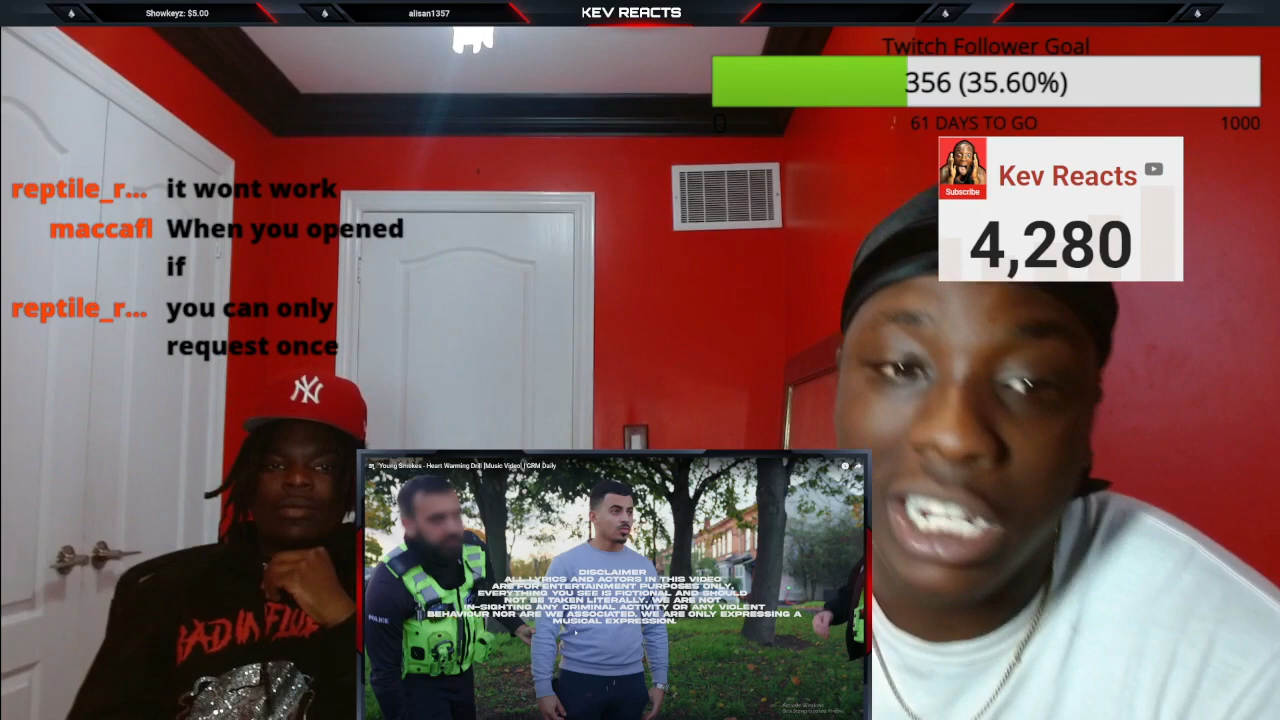 Showkeyz: $5.00
alisan1357
KEV REACTS
Twitch Follower Goal
356 (35.60%)
0
61 DAYS TO GO
1000
Subscribe
Kev Reacts
4,280
reptile_r... it wont work
maccafl When you opened
if
reptile_r... you can only
request once
NY
Young Smokes - Heart Warming Drill [Music Video] | GRM Daily
DISCLAIMER
ALL LYRICS AND ACTORS IN THIS VIDEO
ARE FOR ENTERTAINMENT PURPOSES ONLY.
EVERYTHING YOU SEE IS FICTIONAL AND SHOULD
NOT BE TAKEN LITERALLY. WE ARE NOT
IN-SIGHTING ANY CRIMINAL ACTIVITY OR ANY VIOLENT
BEHAVIOUR NOR ARE WE ASSOCIATED. WE ARE ONLY EXPRESSING A
MUSICAL EXPRESSION.
POLICE
Activate Windows